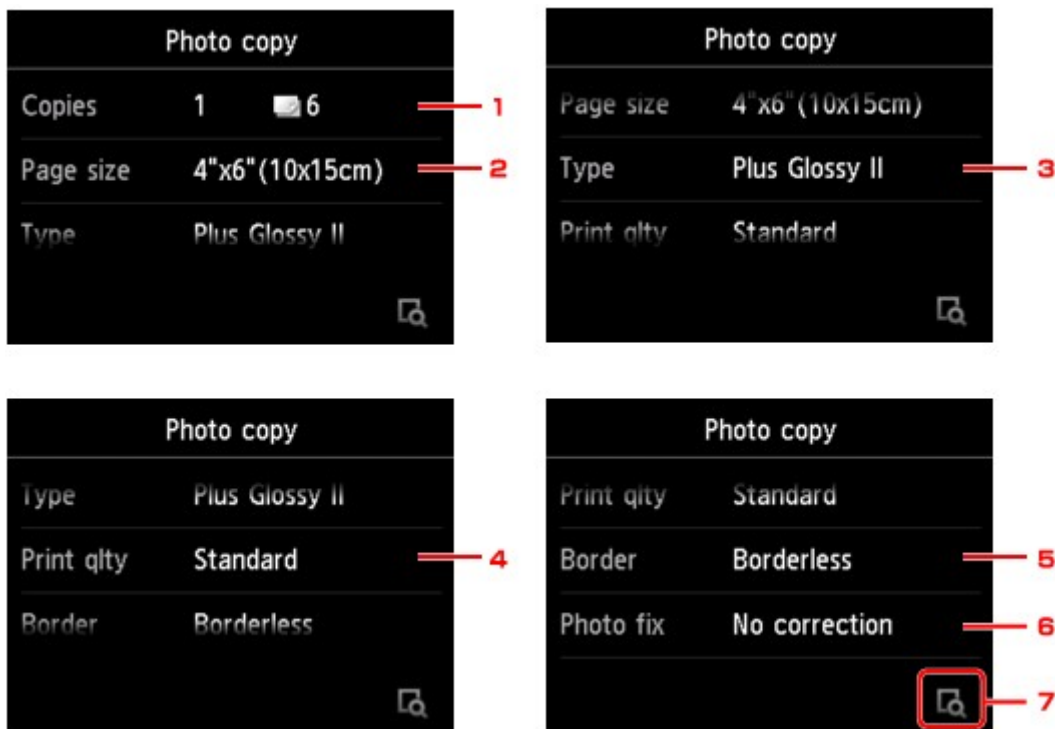 Photo copy
Copies 1 6 1
Page size 4"x6"(10x15cm) 2
Type Plus Glossy II
Photo copy
Page size 4"x6"(10x15cm)
Type Plus Glossy II 3
Print qlty Standard
Photo copy
Type Plus Glossy II
Print qlty Standard 4
Border Borderless
Photo copy
Print qlty Standard
Border Borderless 5
Photo fix No correction 6
7